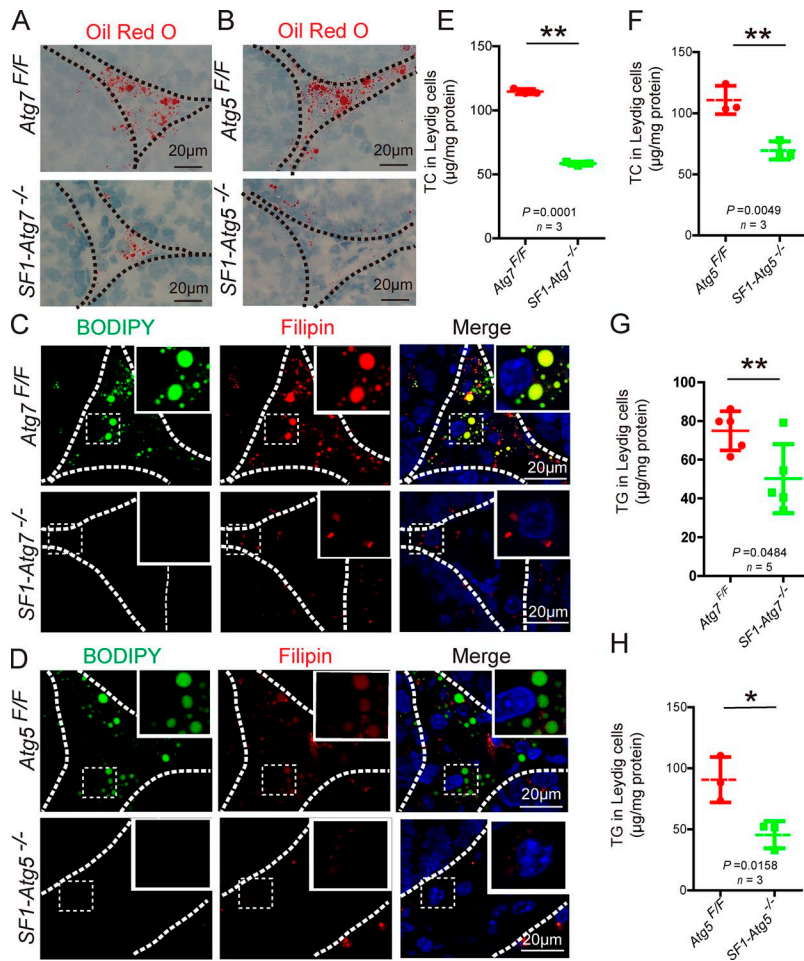 A
Oil Red O
Atg7 F/F
20μm
SF1-Atg7 -/-
20μm
B
Oil Red O
Atg5 F/F
20μm
SF1-Atg5 -/-
20μm
E
**
TC in Leydig cells
(μg/mg protein)
150
100
50
0
P =0.0001
n = 3
Atg7 F/F
SF1-Atg7 -/-
F
**
TC in Leydig cells
(μg/mg protein)
150
100
50
0
P =0.0049
n = 3
Atg5 F/F
SF1-Atg5 -/-
C
BODIPY
Filipin
Merge
Atg7 F/F
20μm
SF1-Atg7 -/-
20μm
G
**
TG in Leydig cells
(μg/mg protein)
100
80
60
40
20
0
P =0.0484
n = 5
Atg7 F/F
SF1-Atg7 -/-
D
BODIPY
Filipin
Merge
Atg5 F/F
20μm
SF1-Atg5 -/-
20μm
H
*
TG in Leydig cells
(μg/mg protein)
150
100
50
0
P =0.0158
n = 3
Atg5 F/F
SF1-Atg5 -/-